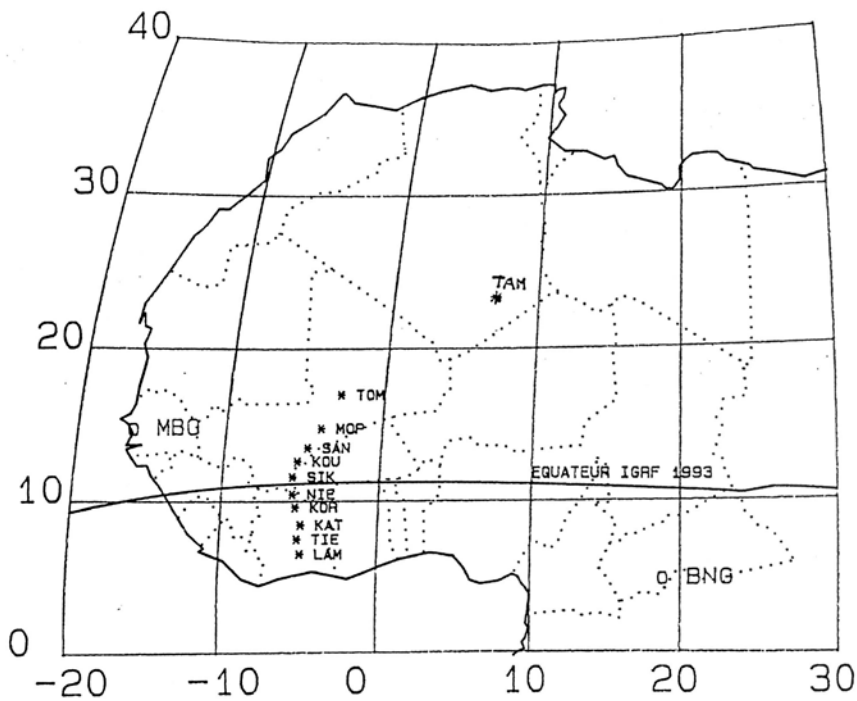 40
30
TAM
20
* TOM
MBO
* MOP
* SAN
* KOU
* SIK
EQUATEUR IGRF 1993
10
* NIE
* KOR
* KAT
* TIE
* LAM
BNG
0
-20 -10 0 10 20 30